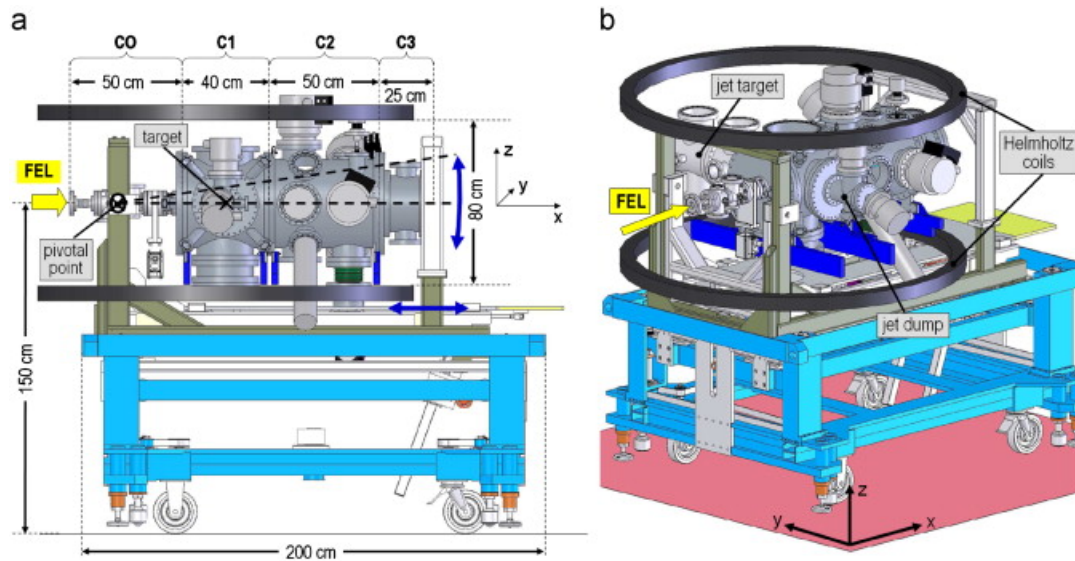 a
CO
C1
C2
C3
50 cm
40 cm
50 cm
25 cm
target
FEL
pivotal
point
80 cm
z
y
x
150 cm
200 cm
b
jet target
Helmholtz
coils
FEL
jet dump
z
y
x